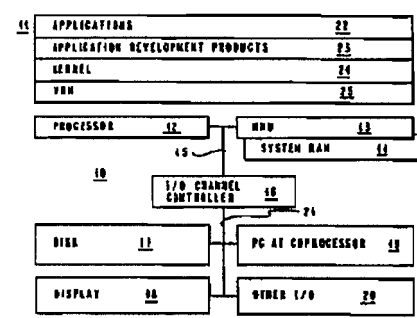 11
APPLICATIONS 22
APPLICATION DEVELOPMENT PRODUCTS 23
KERNEL 24
VRM 25
PROCESSOR 12
MMU 13
SYSTEM RAM 14
15
10
I/O CHANNEL CONTROLLER 16
21
DISK 17
PC AT COPROCESSOR 19
DISPLAY 18
OTHER I/O 20